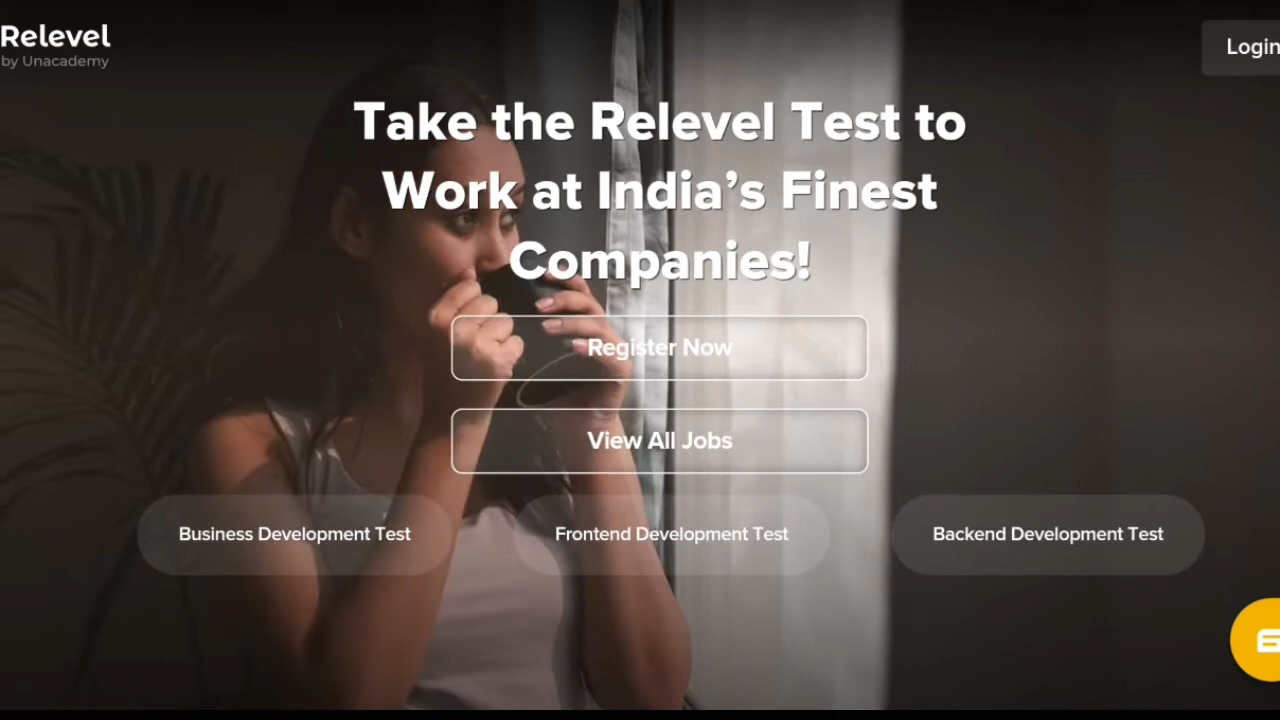 Relevel
by Unacademy
Login
Take the Relevel Test to
Work at India’s Finest
Companies!
Register Now
View All Jobs
Business Development Test
Frontend Development Test
Backend Development Test